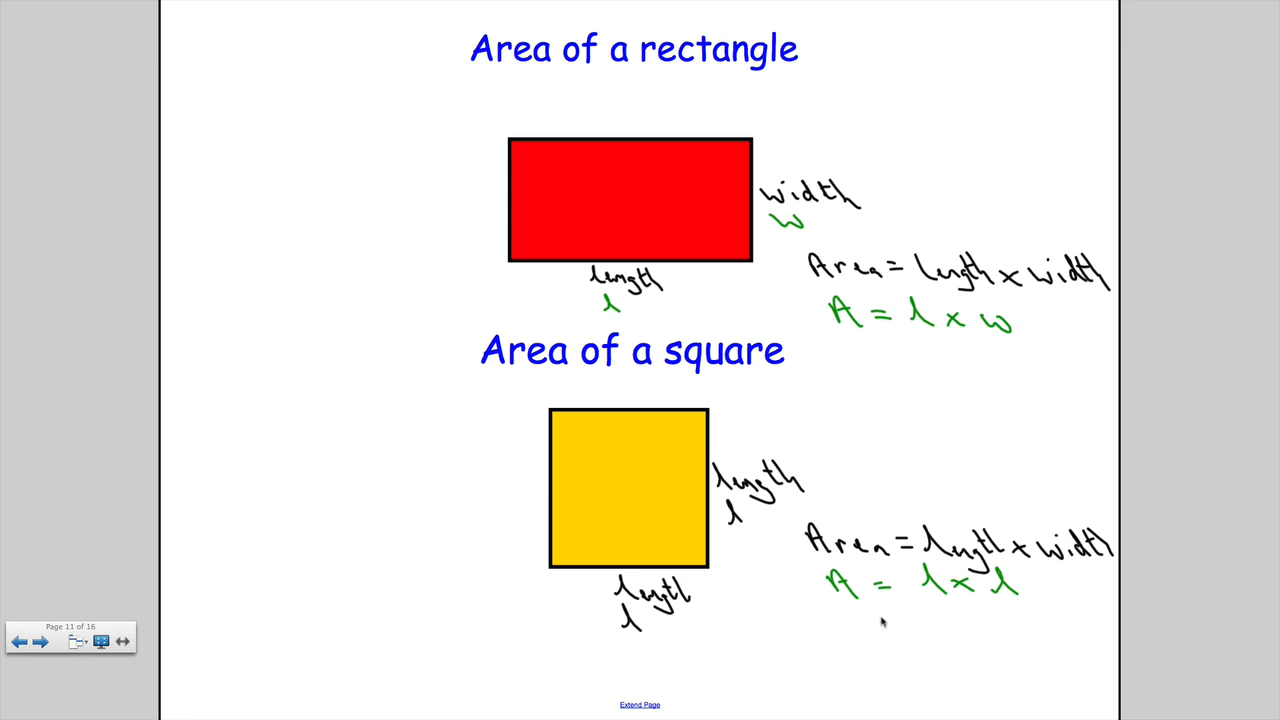 Area of a rectangle
width
w
length
l
Area = length x width
A = l x w
Area of a square
length
l
Area = length x width
A = l x l
length
l
Page 11 of 16
Extend Page